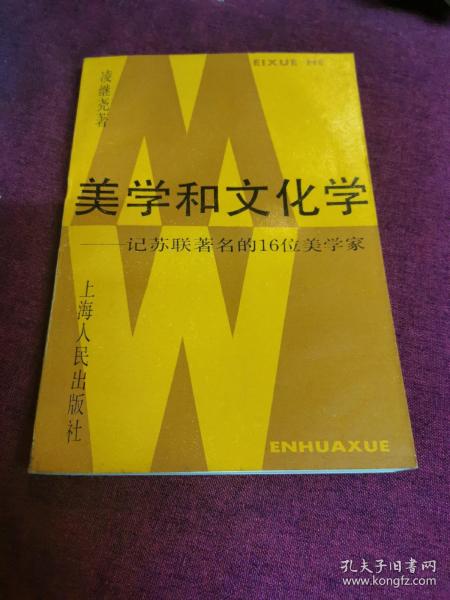 EIXUE HE
凌继尧著
美学和文化学
——记苏联著名的16位美学家
上海人民出版社
ENHUAXUE
孔夫子旧书网
www.kongfz.com